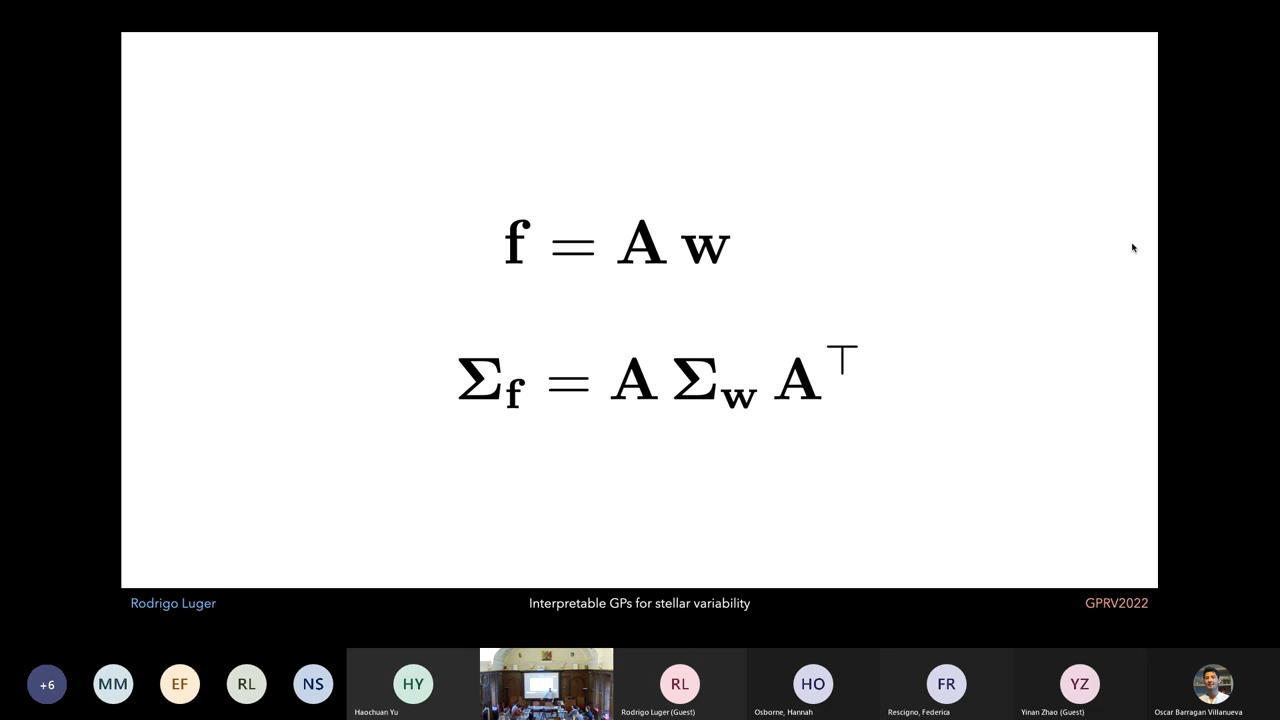 f = A w
Σf = A Σw A⊤
Rodrigo Luger
Interpretable GPs for stellar variability
GPRV2022
+6
MM
EF
RL
NS
HY
Haochuan Yu
RL
Rodrigo Luger (Guest)
HO
Osborne, Hannah
FR
Rescigno, Federica
YZ
Yinan Zhao (Guest)
Oscar Barragan Villanueva